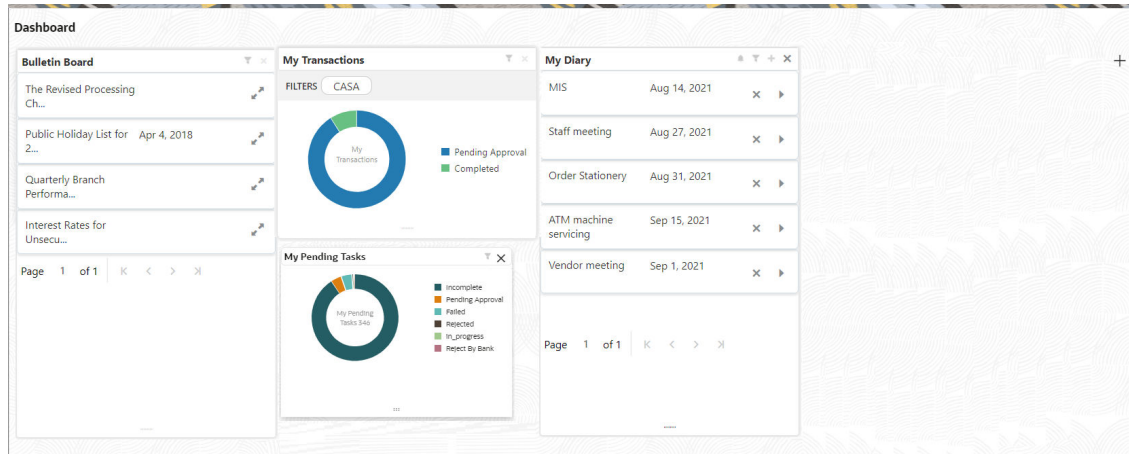 Dashboard
Bulletin Board
The Revised Processing
Ch...
Public Holiday List for
2...
Apr 4, 2018
Quarterly Branch
Performa...
Interest Rates for
Unsecu...
Page 1 of 1
My Transactions
FILTERS CASA
My
Transactions
Pending Approval
Completed
My Pending Tasks
My Pending
Tasks 346
Incomplete
Pending Approval
Failed
Rejected
In_progress
Reject By Bank
My Diary
MIS Aug 14, 2021
Staff meeting Aug 27, 2021
Order Stationery Aug 31, 2021
ATM machine
servicing
Sep 15, 2021
Vendor meeting Sep 1, 2021
Page 1 of 1